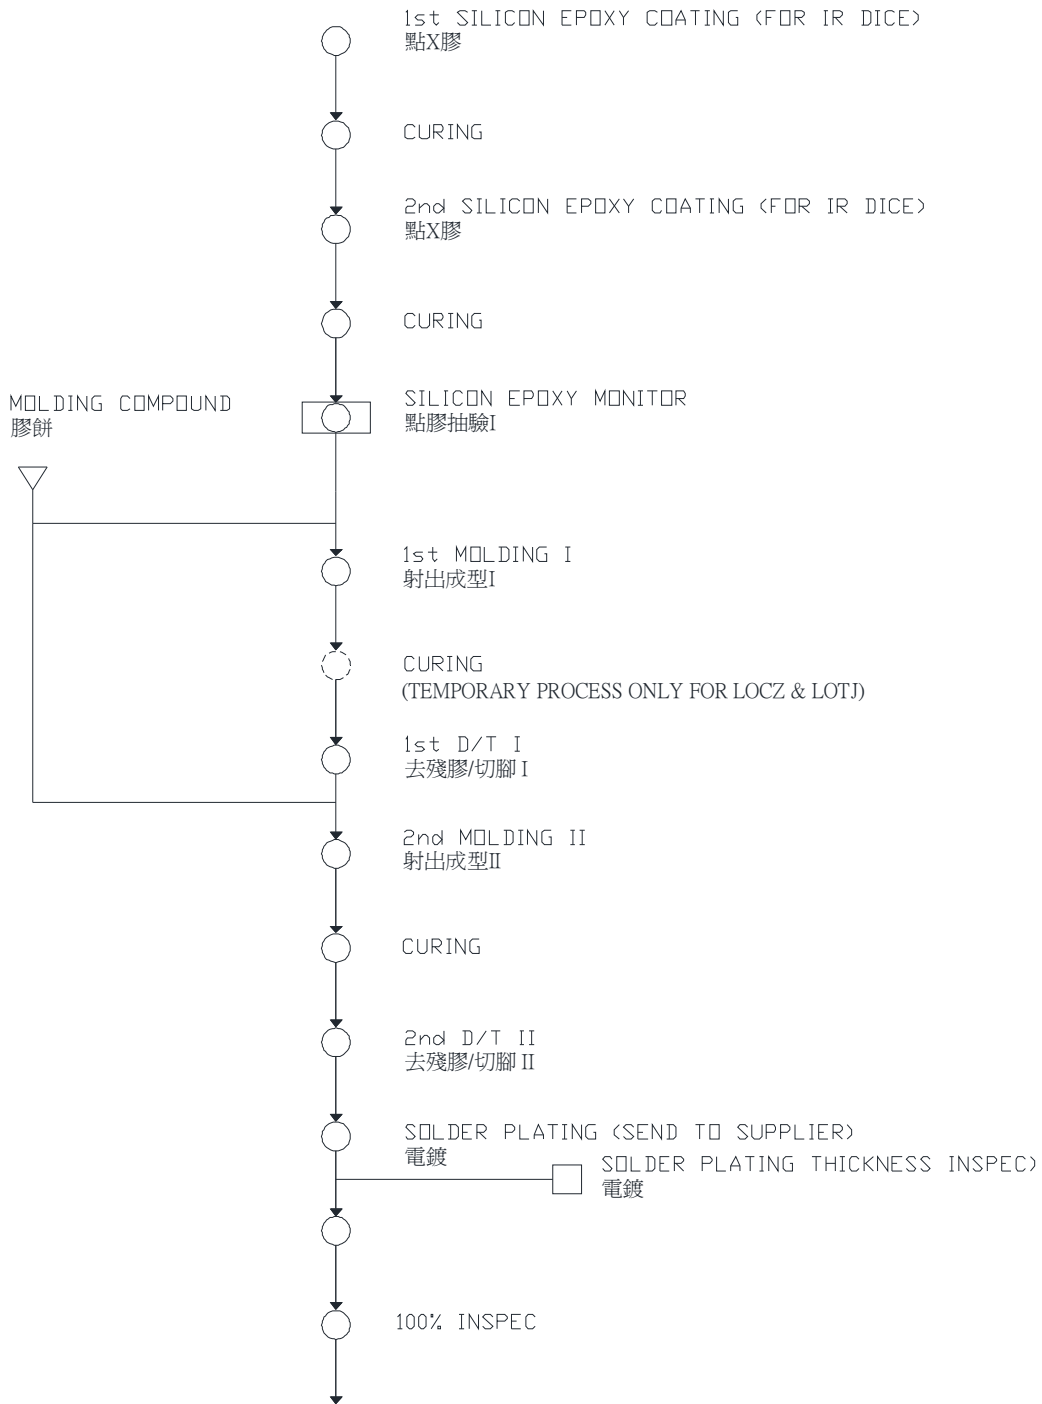 1st SILICON EPOXY COATING (FOR IR DICE)
點X膠
CURING
2nd SILICON EPOXY COATING (FOR IR DICE)
點X膠
CURING
SILICON EPOXY MONITOR
點膠抽驗I
MOLDING COMPOUND
膠餅
1st MOLDING I
射出成型I
CURING
(TEMPORARY PROCESS ONLY FOR LOCZ & LOTJ)
1st D/T I
去殘膠/切腳 I
2nd MOLDING II
射出成型II
CURING
2nd D/T II
去殘膠/切腳 II
SOLDER PLATING (SEND TO SUPPLIER)
電鍍
SOLDER PLATING THICKNESS INSPEC)
電鍍
100% INSPEC